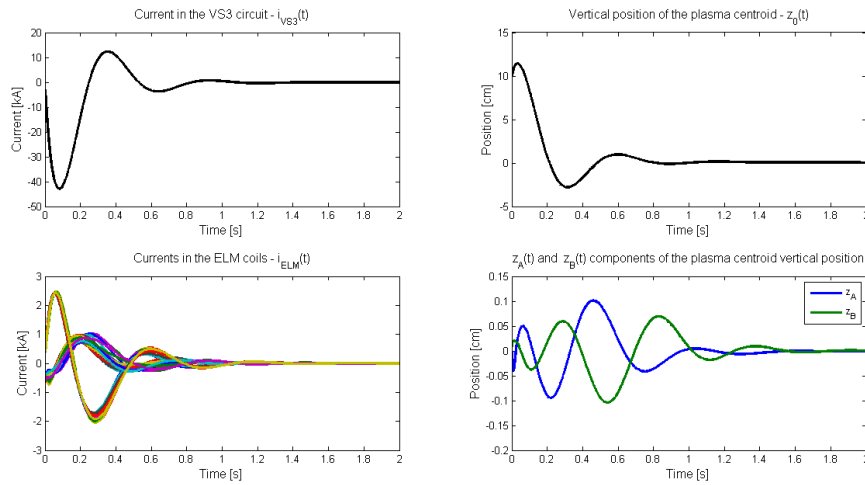 Current in the VS3 circuit - i_VS3(t)
20
10
0
-10
-20
-30
-40
-50
Current [kA]
0 0.2 0.4 0.6 0.8 1 1.2 1.4 1.6 1.8 2
Time [s]
Vertical position of the plasma centroid - z_0(t)
15
10
5
0
-5
Position [cm]
0 0.2 0.4 0.6 0.8 1 1.2 1.4 1.6 1.8 2
Time [s]
Currents in the ELM coils - i_ELM(t)
3
2
1
0
-1
-2
-3
Current [kA]
0 0.2 0.4 0.6 0.8 1 1.2 1.4 1.6 1.8 2
Time [s]
z_A(t) and z_B(t) components of the plasma centroid vertical position
0.15
0.1
0.05
0
-0.05
-0.1
-0.15
-0.2
Position [cm]
z_A
z_B
0 0.2 0.4 0.6 0.8 1 1.2 1.4 1.6 1.8 2
Time [s]